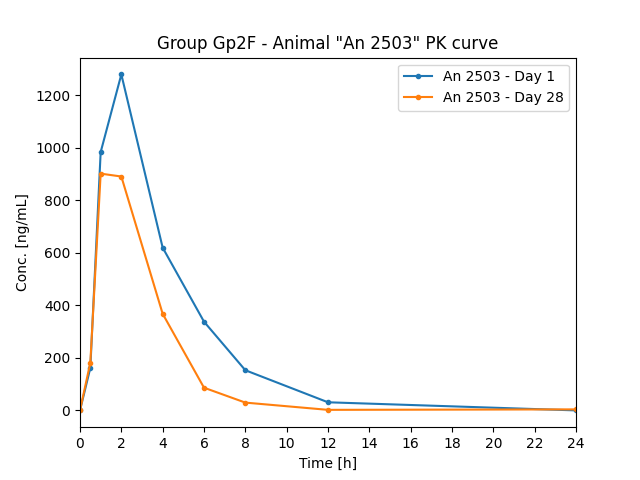 Group Gp2F - Animal "An 2503" PK curve
An 2503 - Day 1
An 2503 - Day 28
Conc. [ng/mL]
1200
1000
800
600
400
200
0
0 2 4 6 8 10 12 14 16 18 20 22 24
Time [h]